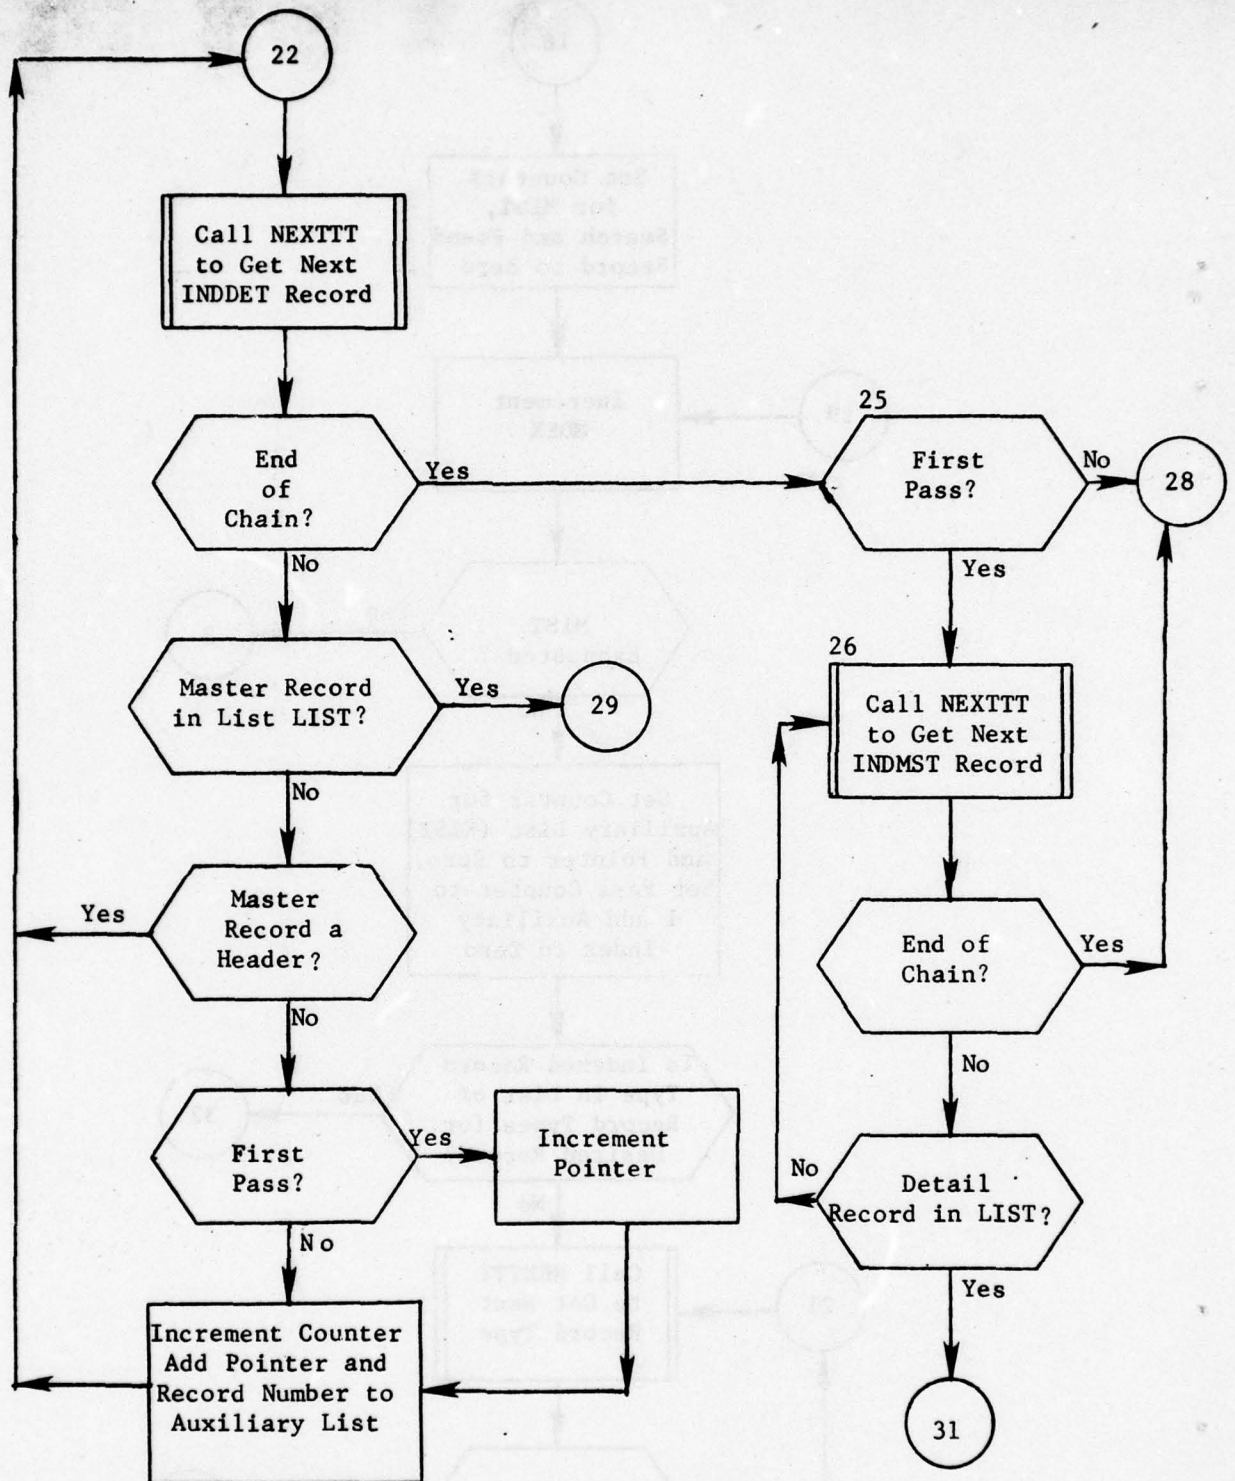 22
Call NEXTTT
to Get Next
INDDET Record
End
of
Chain?
Yes
No
25
First
Pass?
No
28
Yes
Master Record
in List LIST?
Yes
29
No
26
Call NEXTTT
to Get Next
INDMST Record
Master
Record a
Header?
Yes
No
End of
Chain?
Yes
No
First
Pass?
Yes
No
Increment
Pointer
Detail
Record in LIST?
No
Yes
Increment Counter
Add Pointer and
Record Number to
Auxiliary List
31